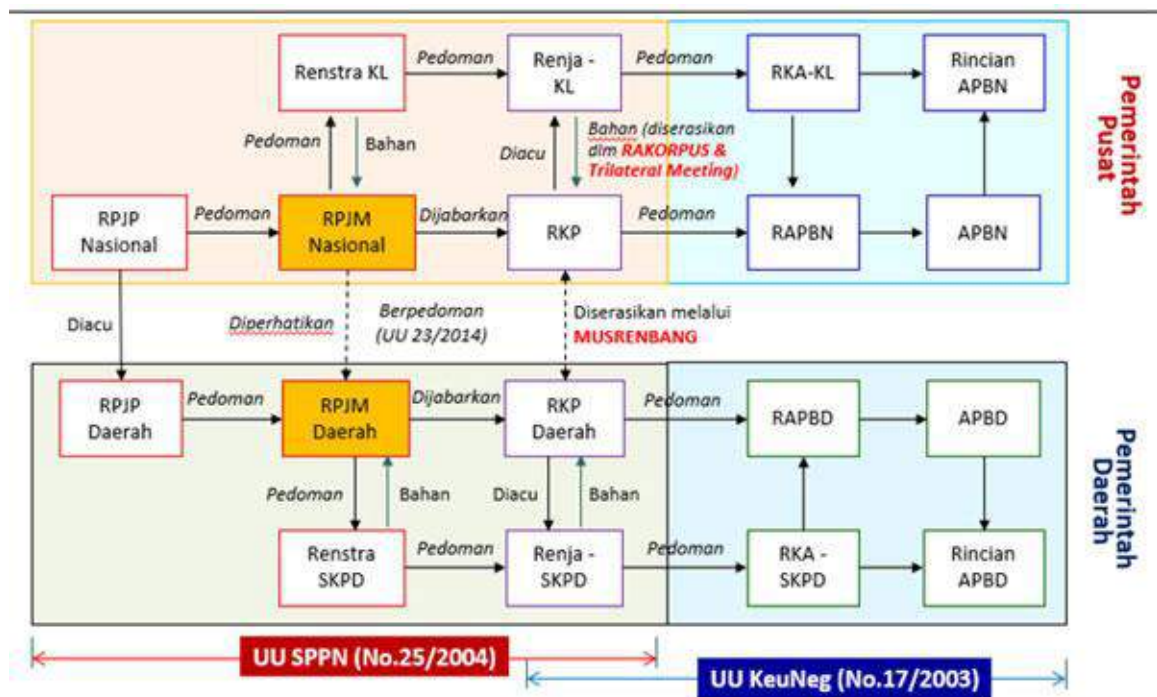 Renstra KL
Pedoman
Renja -
KL
Pedoman
RKA-KL
Rincian
APBN
Pedoman
Bahan
Diacu
Bahan (diserasikan
dlm RAKORPUS &
Trilateral Meeting)
RPJP
Nasional
Pedoman
RPJM
Nasional
Dijabarkan
RKP
Pedoman
RAPBN
APBN
Pemerintah
Pusat
Diacu
Diperhatikan
Berpedoman
(UU 23/2014)
Diserasikan melalui
MUSRENBANG
RPJP
Daerah
Pedoman
RPJM
Daerah
Dijabarkan
RKP
Daerah
Pedoman
RAPBD
APBD
Pedoman
Bahan
Diacu
Bahan
Renstra
SKPD
Pedoman
Renja -
SKPD
Pedoman
RKA -
SKPD
Rincian
APBD
Pemerintah
Daerah
UU SPPN (No.25/2004)
UU KeuNeg (No.17/2003)